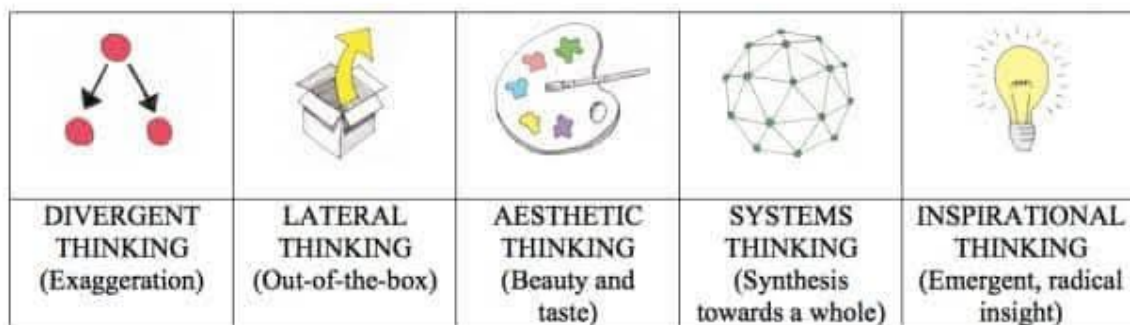 DIVERGENT
THINKING
(Exaggeration)
LATERAL
THINKING
(Out-of-the-box)
AESTHETIC
THINKING
(Beauty and
taste)
SYSTEMS
THINKING
(Synthesis
towards a whole)
INSPIRATIONAL
THINKING
(Emergent, radical
insight)